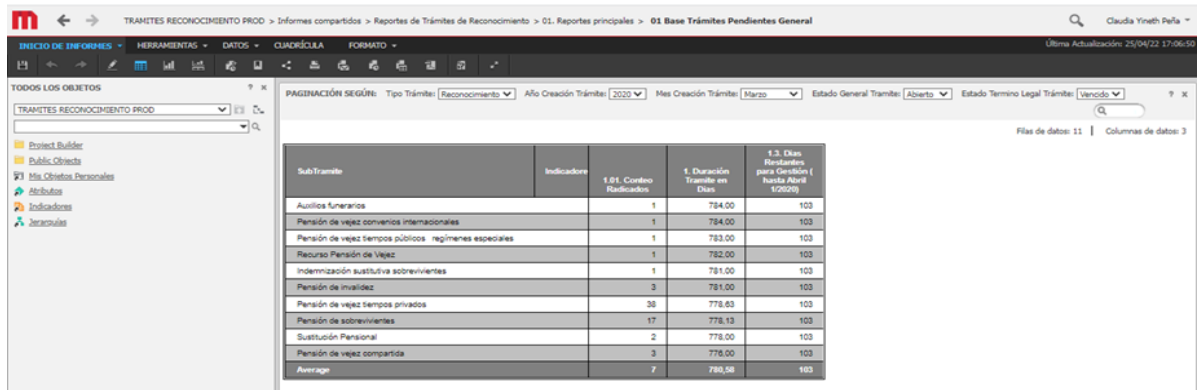 TRAMITES RECONOCIMIENTO PROD > Informes compartidos > Reportes de Trámites de Reconocimiento > 01. Reportes principales > 01 Base Trámites Pendientes General
Claudia Yineth Peña
INICIO DE INFORMES HERRAMIENTAS DATOS CUADRÍCULA FORMATO
Última Actualización: 25/04/22 17:06:50
TODOS LOS OBJETOS ? x
TRAMITES RECONOCIMIENTO PROD
Project Builder
Public Objects
Mis Objetos Personales
Atributos
Indicadores
Jerarquías
PAGINACIÓN SEGÚN: Tipo Trámite: Reconocimiento Año Creación Trámite: 2020 Mes Creación Trámite: Marzo Estado General Tramite: Abierto Estado Termino Legal Trámite: Vencido ? x
Filas de datos: 11 | Columnas de datos: 3
SubTramite Indicadore 1.01. Conteo Radicados 1. Duración Tramite en Dias 1.3. Dias Restantes para Gestión ( hasta Abril 1/2020)
Auxilios funerarios 1 784,00 103
Pensión de vejez convenios internacionales 1 784,00 103
Pensión de vejez tiempos públicos regímenes especiales 1 783,00 103
Recurso Pensión de Vejez 1 782,00 103
Indemnización sustitutiva sobrevivientes 1 781,00 103
Pensión de invalidez 3 781,00 103
Pensión de vejez tiempos privados 38 778,63 103
Pensión de sobrevivientes 17 778,13 103
Sustitución Pensional 2 778,00 103
Pensión de vejez compartida 3 776,00 103
Average 7 780,58 103